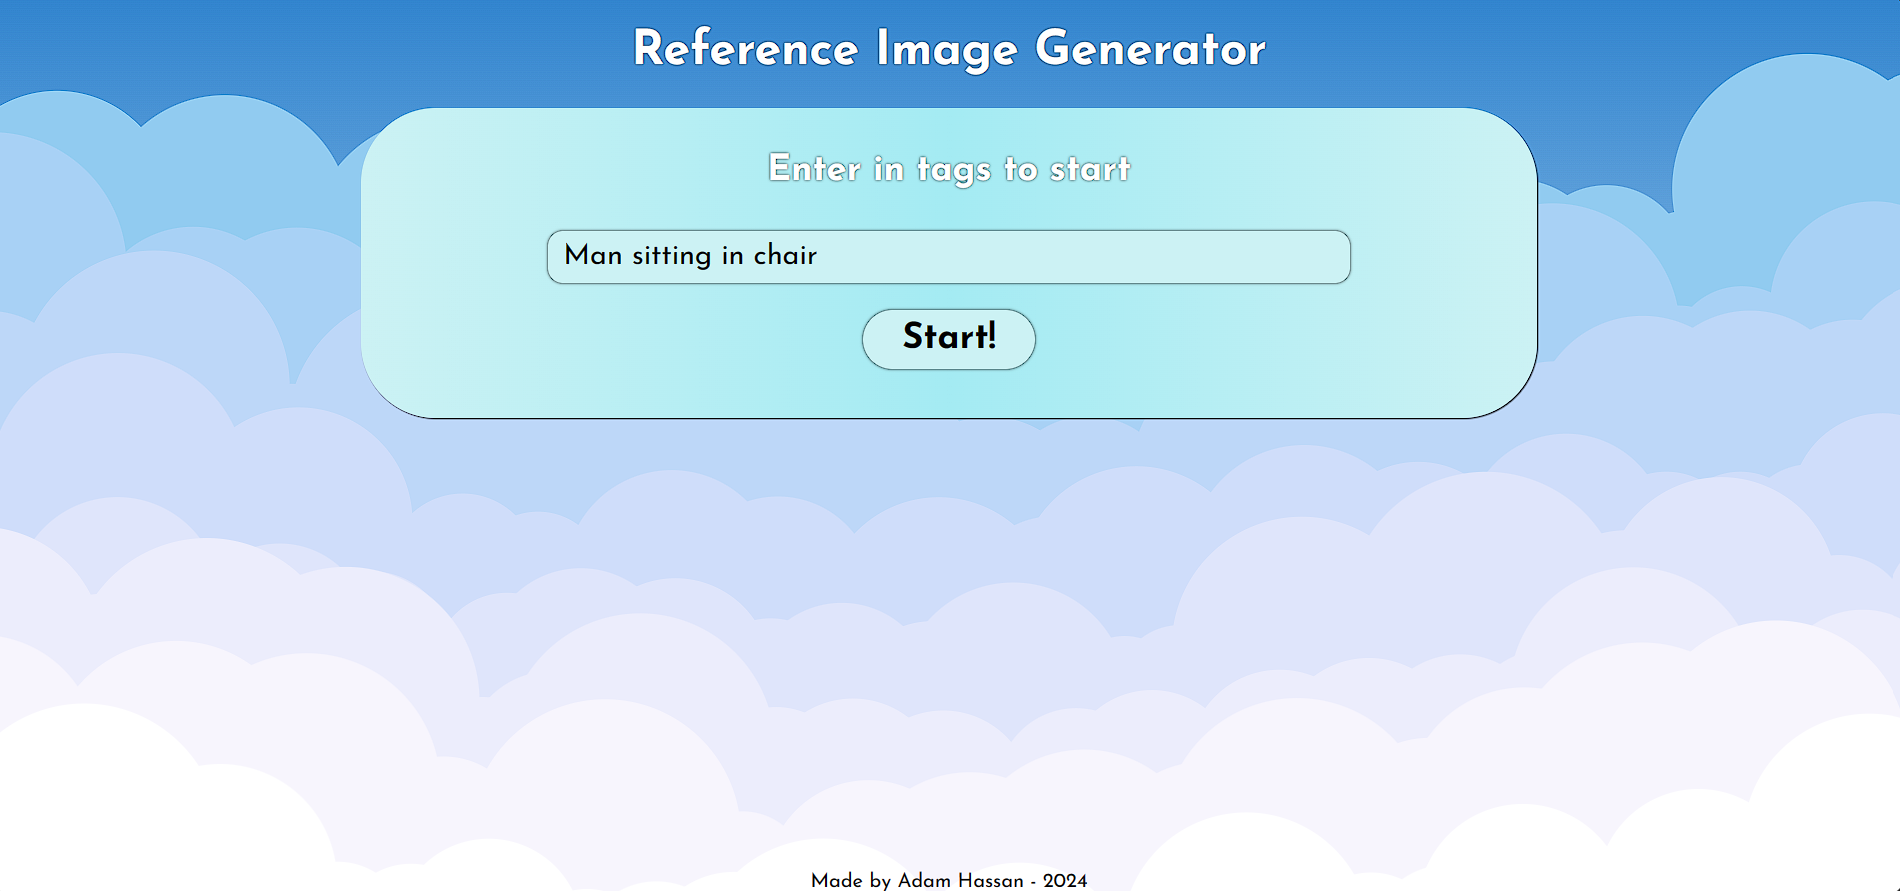 Reference Image Generator
Enter in tags to start
Man sitting in chair
Start!
Made by Adam Hassan - 2024